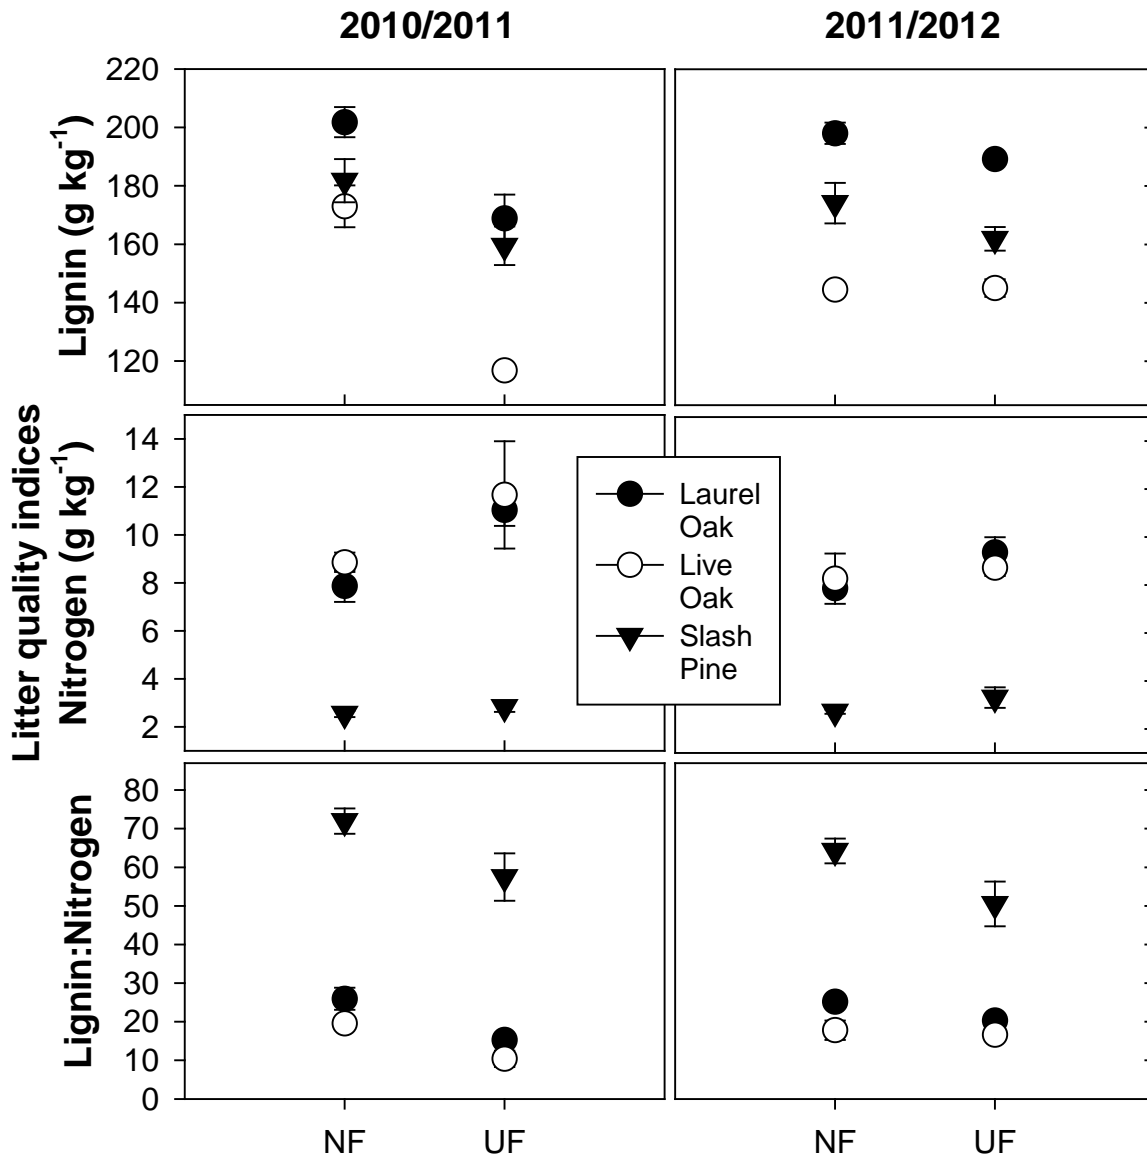 2010/2011
2011/2012
Litter quality indices
Lignin (g kg⁻¹)
220
200
180
160
140
120
Nitrogen (g kg⁻¹)
14
12
10
8
6
4
2
Laurel
Oak
Live
Oak
Slash
Pine
Lignin:Nitrogen
80
70
60
50
40
30
20
10
0
NF
UF
NF
UF